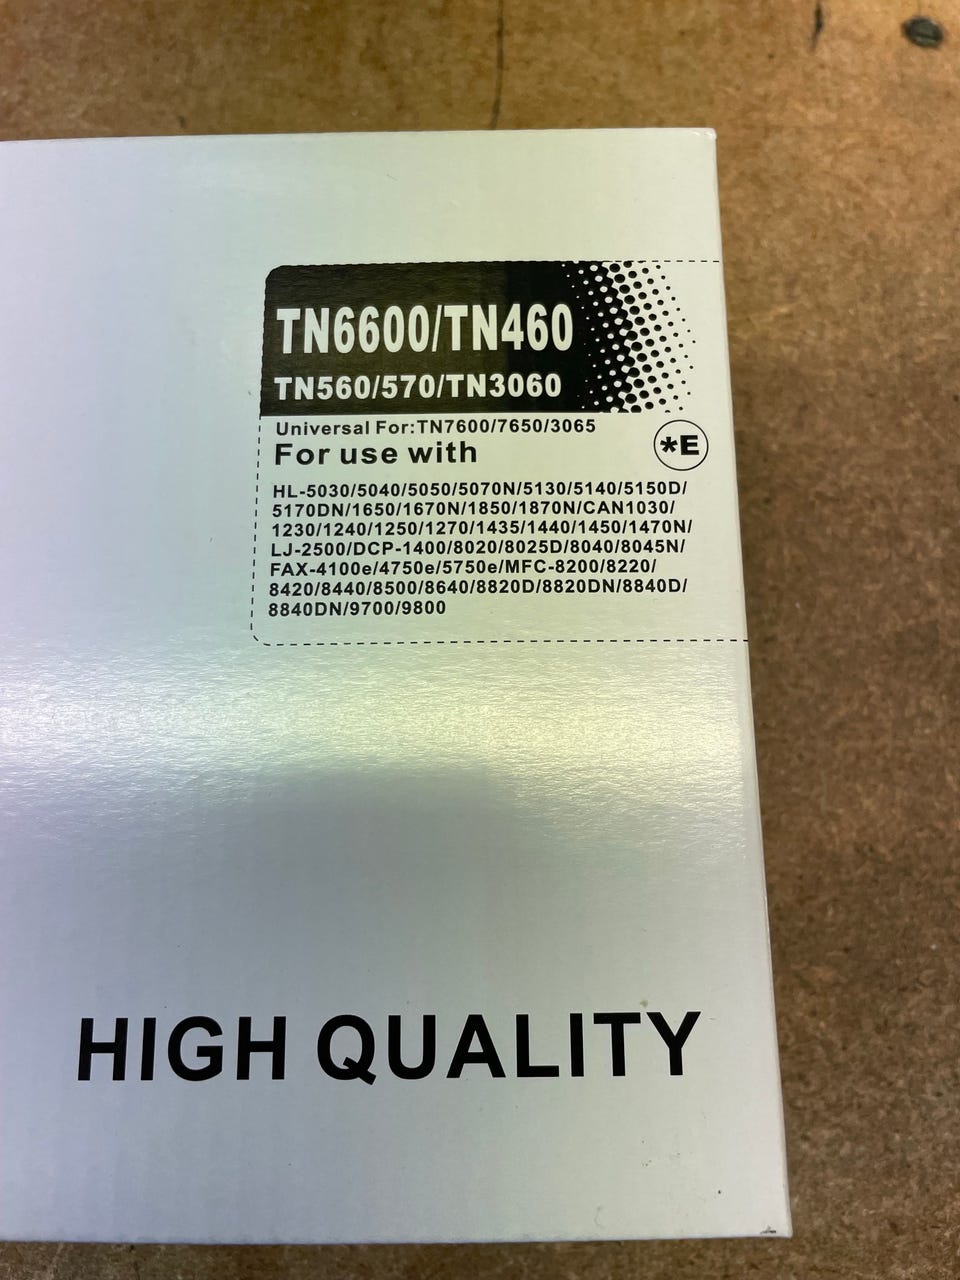 TN6600/TN460
TN560/570/TN3060
Universal For:TN7600/7650/3065
For use with
*E
HL-5030/5040/5050/5070N/5130/5140/5150D/
5170DN/1650/1670N/1850/1870N/CAN1030/
1230/1240/1250/1270/1435/1440/1450/1470N/
LJ-2500/DCP-1400/8020/8025D/8040/8045N/
FAX-4100e/4750e/5750e/MFC-8200/8220/
8420/8440/8500/8640/8820D/8820DN/8840D/
8840DN/9700/9800
HIGH QUALITY